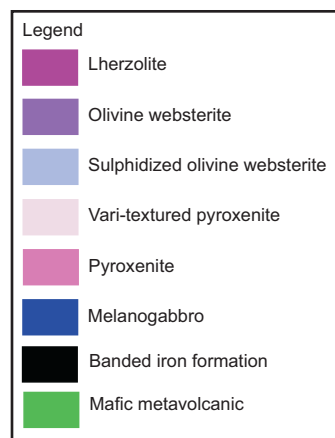 Legend
Lherzolite
Olivine websterite
Sulphidized olivine websterite
Vari-textured pyroxenite
Pyroxenite
Melanogabbro
Banded iron formation
Mafic metavolcanic